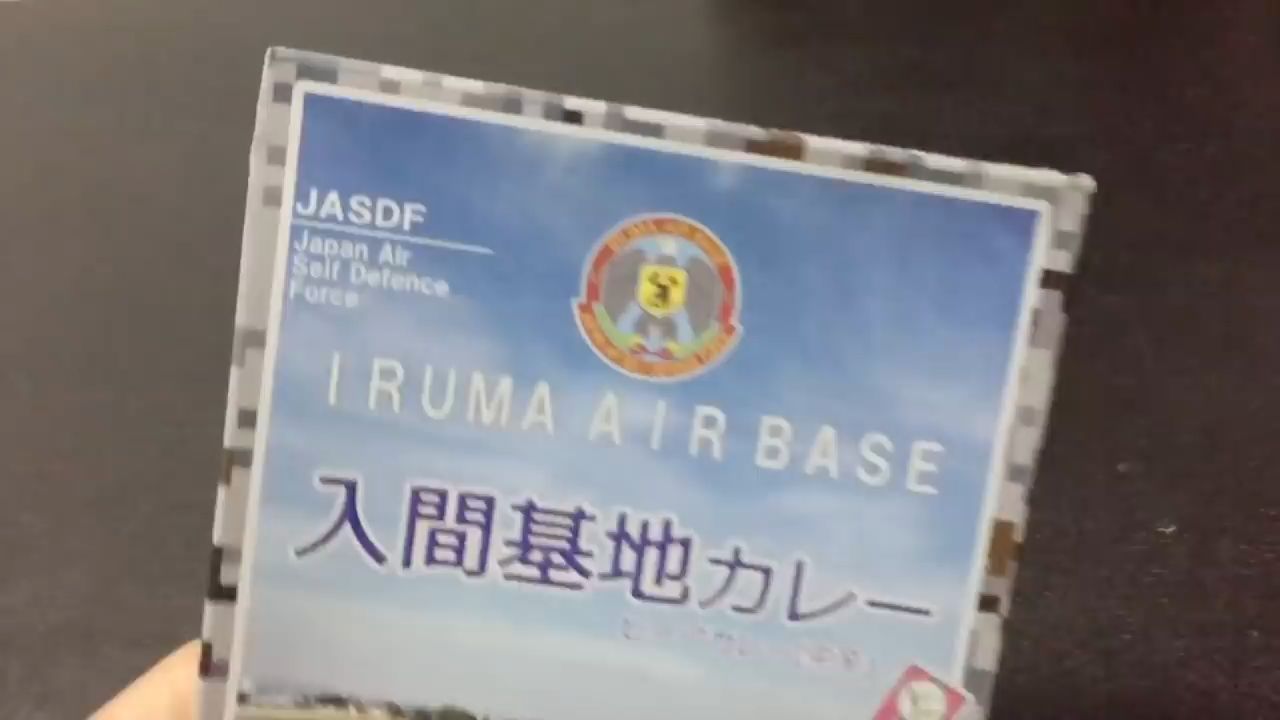 JASDF
Japan Air
Self Defence
Force
IRUMA AIR BASE
入間基地カレー